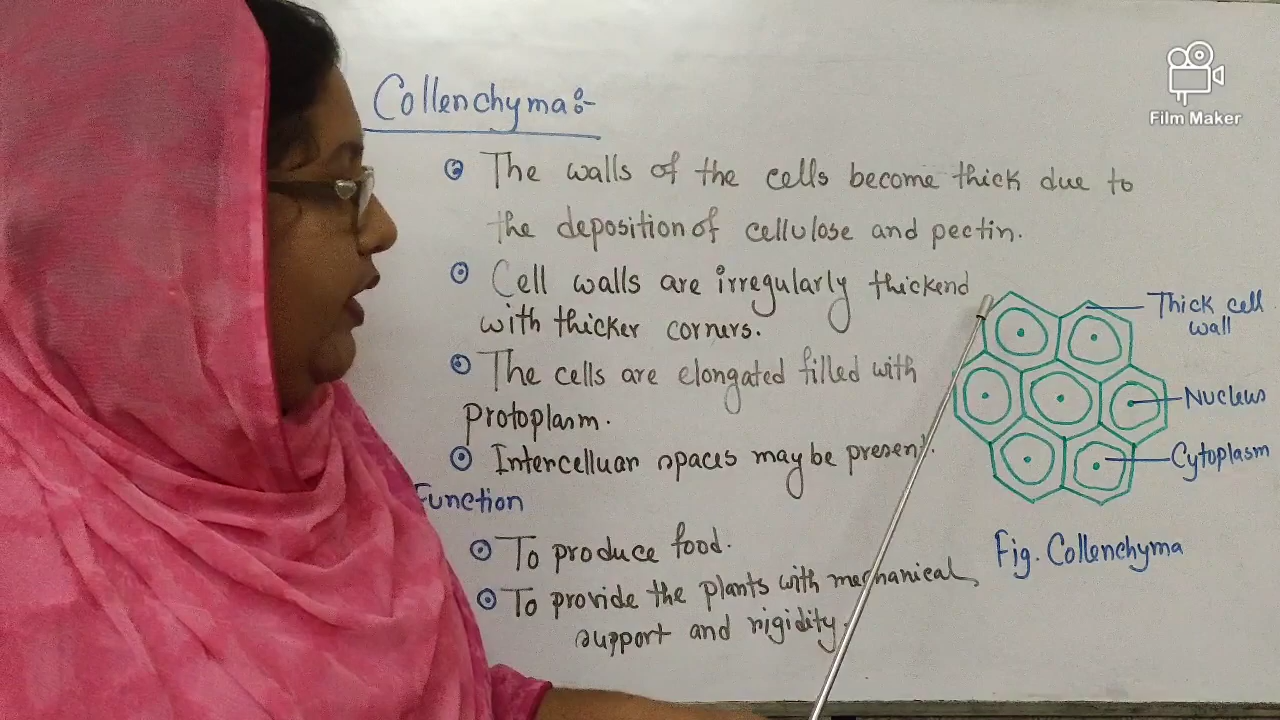 Collenchyma:-
The walls of the cells become thick due to
the deposition of cellulose and pectin.
Cell walls are irregularly thickend
with thicker corners.
The cells are elongated filled with
protoplasm.
Intercelluar spaces may be present.
Function
To produce food.
To provide the plants with mechanical
support and rigidity.
Thick cell
wall
Nucleus
Cytoplasm
Fig. Collenchyma
Film Maker